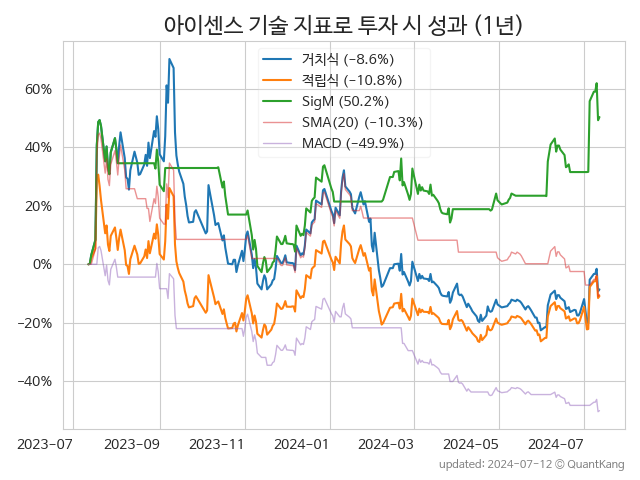 아이센스 기술 지표로 투자 시 성과 (1년)
거치식 (−8.6%)
적립식 (−10.8%)
SigM (50.2%)
SMA(20) (−10.3%)
MACD (−49.9%)
60%
40%
20%
0%
−20%
−40%
2023-07
2023-09
2023-11
2024-01
2024-03
2024-05
2024-07
updated: 2024-07-12 © QuantKang